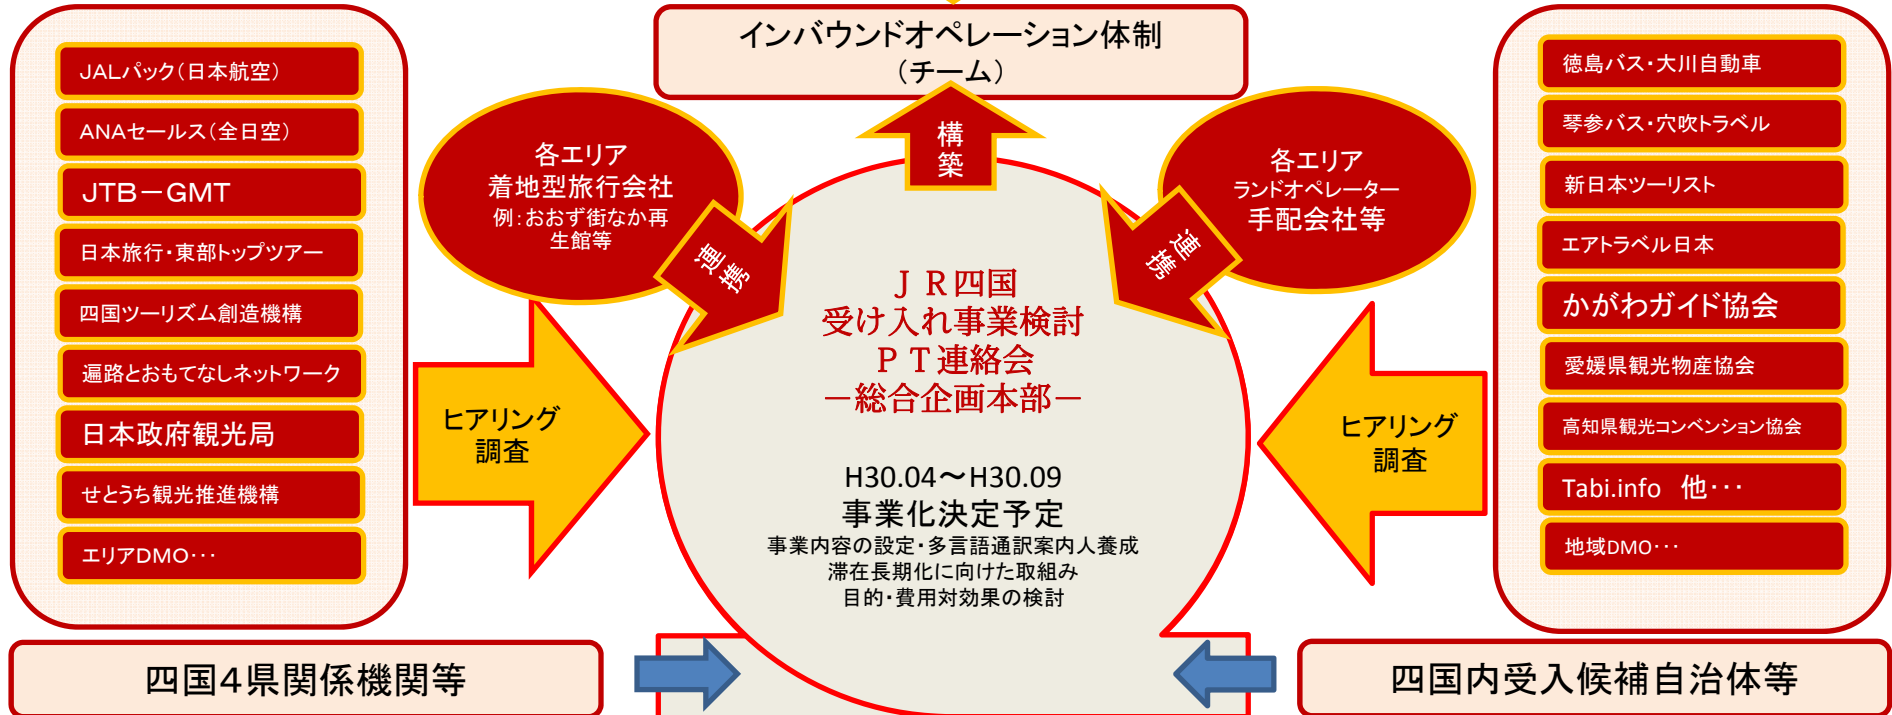 インバウンドオペレーション体制
（チーム）
JALパック（日本航空）
ANAセールス（全日空）
JTB－GMT
日本旅行・東部トップツアー
四国ツーリズム創造機構
遍路とおもてなしネットワーク
日本政府観光局
せとうち観光推進機構
エリアDMO・・・
各エリア
着地型旅行会社
例：おおず街なか再
生館等
連携
ヒアリング
調査
構築
ＪＲ四国
受け入れ事業検討
ＰＴ連絡会
－総合企画本部－
H30.04～H30.09
事業化決定予定
事業内容の設定・多言語通訳案内人養成
滞在長期化に向けた取組み
目的・費用対効果の検討
各エリア
ランドオペレーター
手配会社等
連携
ヒアリング
調査
徳島バス・大川自動車
琴参バス・穴吹トラベル
新日本ツーリスト
エアトラベル日本
かがわガイド協会
愛媛県観光物産協会
高知県観光コンベンション協会
Tabi.info　他・・・
地域DMO・・・
四国４県関係機関等
四国内受入候補自治体等